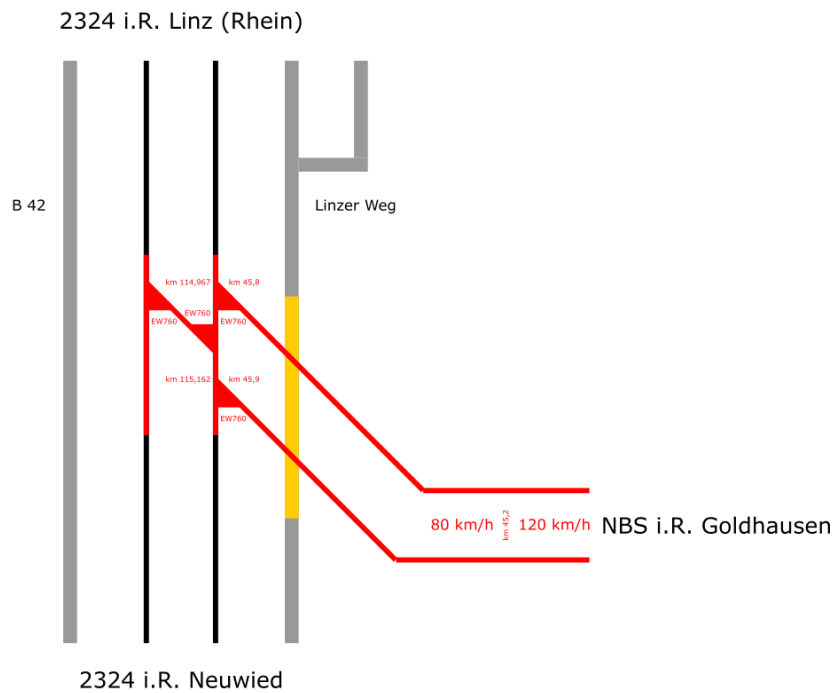 2324 i.R. Linz (Rhein)
B 42
Linzer Weg
km 114,967
km 45,8
EW760
EW760
EW760
km 115,162
km 45,9
EW760
80 km/h
km 45,2
120 km/h
NBS i.R. Goldhausen
2324 i.R. Neuwied